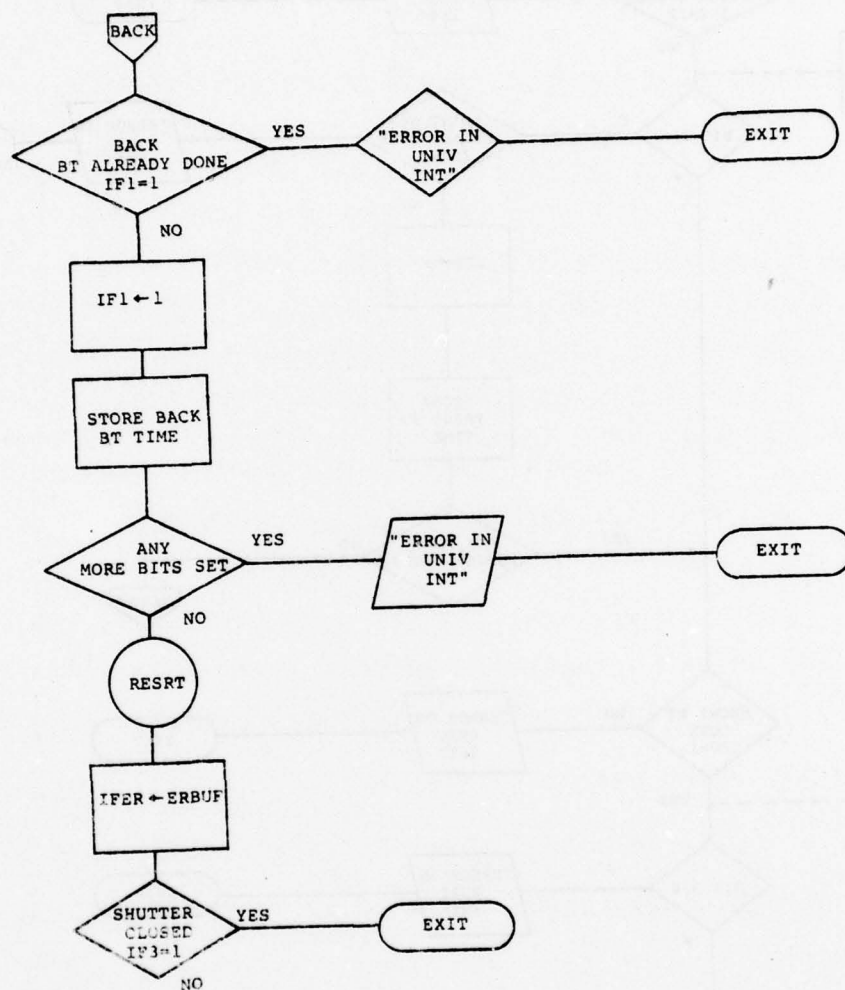 BACK
BACK
BT ALREADY DONE
IF1=1
YES
"ERROR IN
UNIV
INT"
EXIT
NO
IF1←1
STORE BACK
BT TIME
ANY
MORE BITS SET
YES
"ERROR IN
UNIV
INT"
EXIT
NO
RESRT
IFER←ERBUF
SHUTTER
CLOSED
IF3=1
YES
EXIT
NO